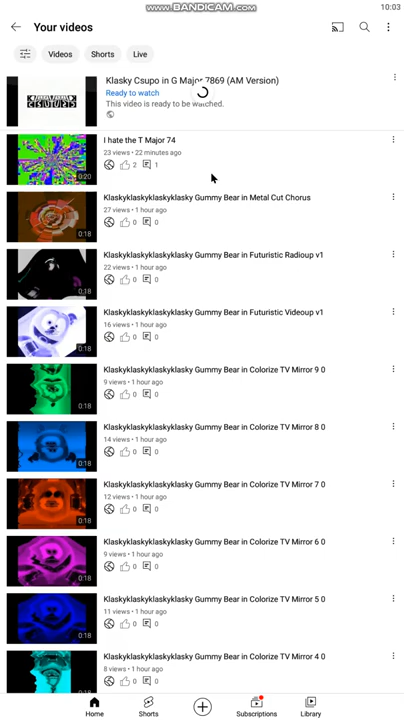 www.BANDICAM.com
10:03
Your videos
Videos
Shorts
Live
Klasky Csupo in G Major 7869 (AM Version)
Ready to watch
This video is ready to be watched.
I hate the T Major 74
23 views • 22 minutes ago
2 1
0:20
Klaskyklaskyklaskyklasky Gummy Bear in Metal Cut Chorus
27 views • 1 hour ago
0 0
0:18
Klaskyklaskyklaskyklasky Gummy Bear in Futuristic Radioup v1
22 views • 1 hour ago
0 0
0:18
Klaskyklaskyklaskyklasky Gummy Bear in Futuristic Videoup v1
16 views • 1 hour ago
0 0
0:18
Klaskyklaskyklaskyklasky Gummy Bear in Colorize TV Mirror 9 0
9 views • 1 hour ago
0 0
0:18
Klaskyklaskyklaskyklasky Gummy Bear in Colorize TV Mirror 8 0
14 views • 1 hour ago
0 0
0:18
Klaskyklaskyklaskyklasky Gummy Bear in Colorize TV Mirror 7 0
12 views • 1 hour ago
0 0
0:18
Klaskyklaskyklaskyklasky Gummy Bear in Colorize TV Mirror 6 0
9 views • 1 hour ago
0 0
0:18
Klaskyklaskyklaskyklasky Gummy Bear in Colorize TV Mirror 5 0
11 views • 1 hour ago
0 0
0:18
Klaskyklaskyklaskyklasky Gummy Bear in Colorize TV Mirror 4 0
8 views • 1 hour ago
0 0
0:18
Home
Shorts
Subscriptions
Library